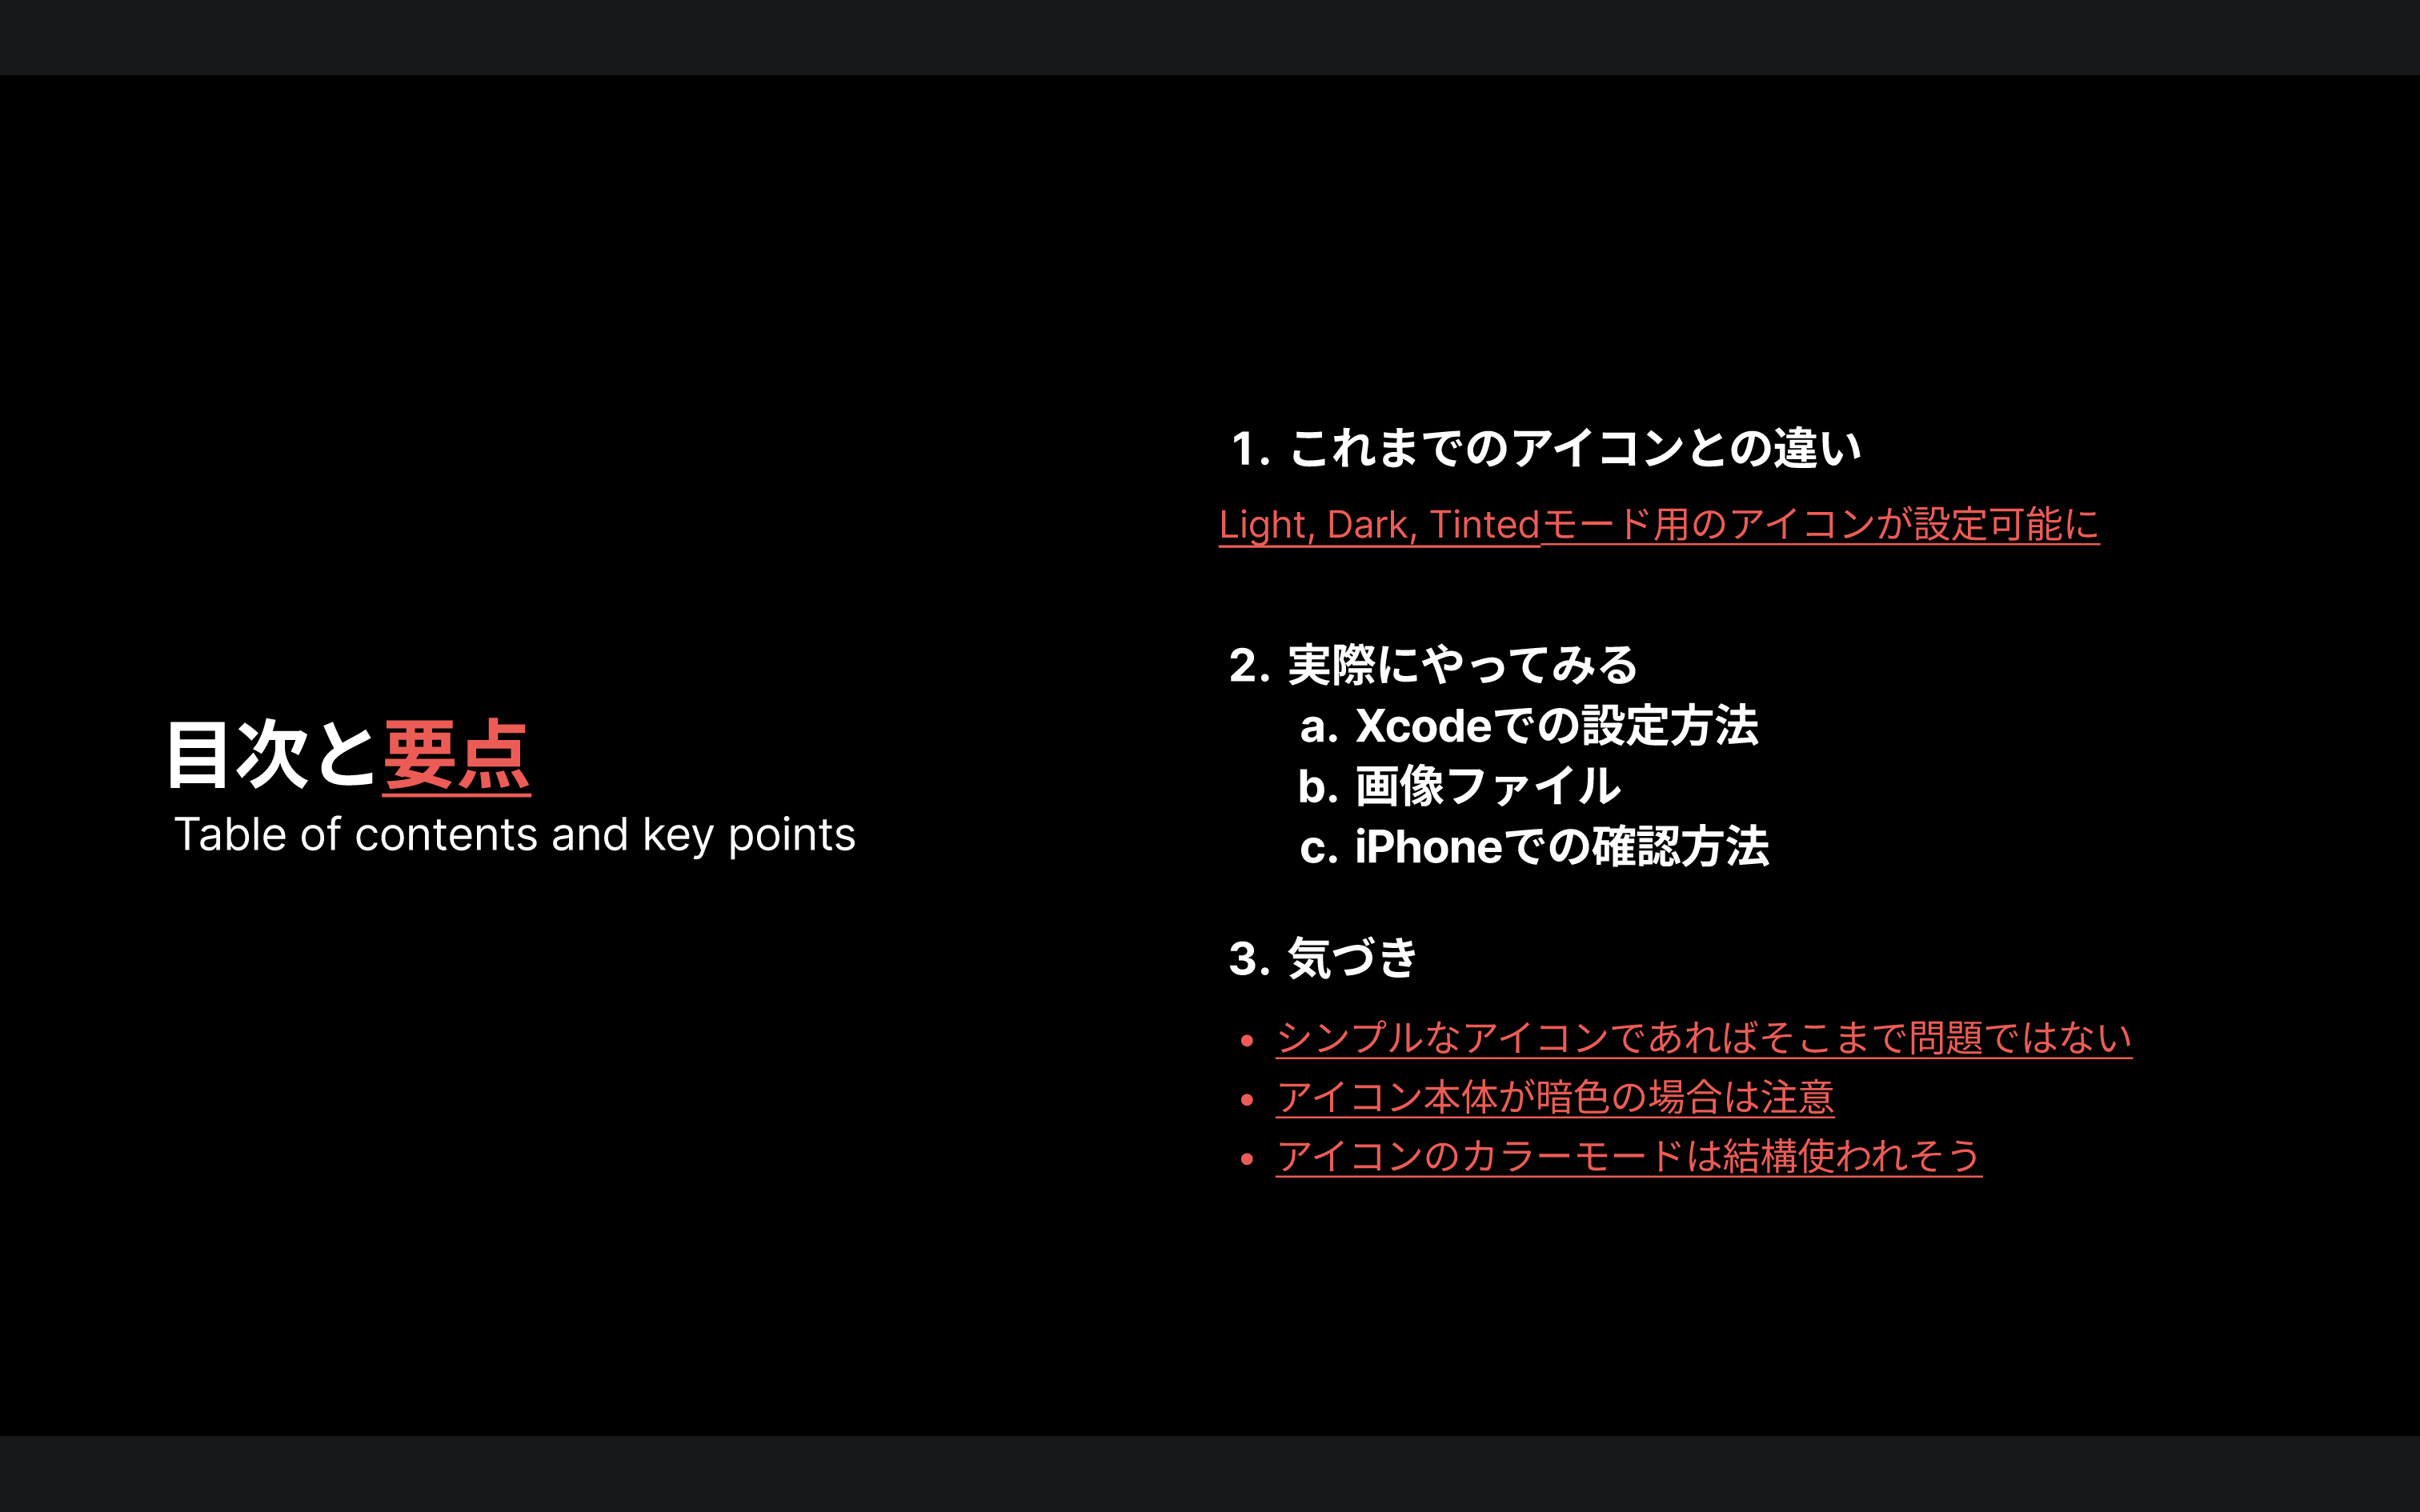 目次と要点
Table of contents and key points
1. これまでのアイコンとの違い
Light, Dark, Tintedモード用のアイコンが設定可能に
2. 実際にやってみる
a. Xcodeでの設定方法
b. 画像ファイル
c. iPhoneでの確認方法
3. 気づき
• シンプルなアイコンであればそこまで問題ではない
• アイコン本体が暗色の場合は注意
• アイコンのカラーモードは結構使われそう